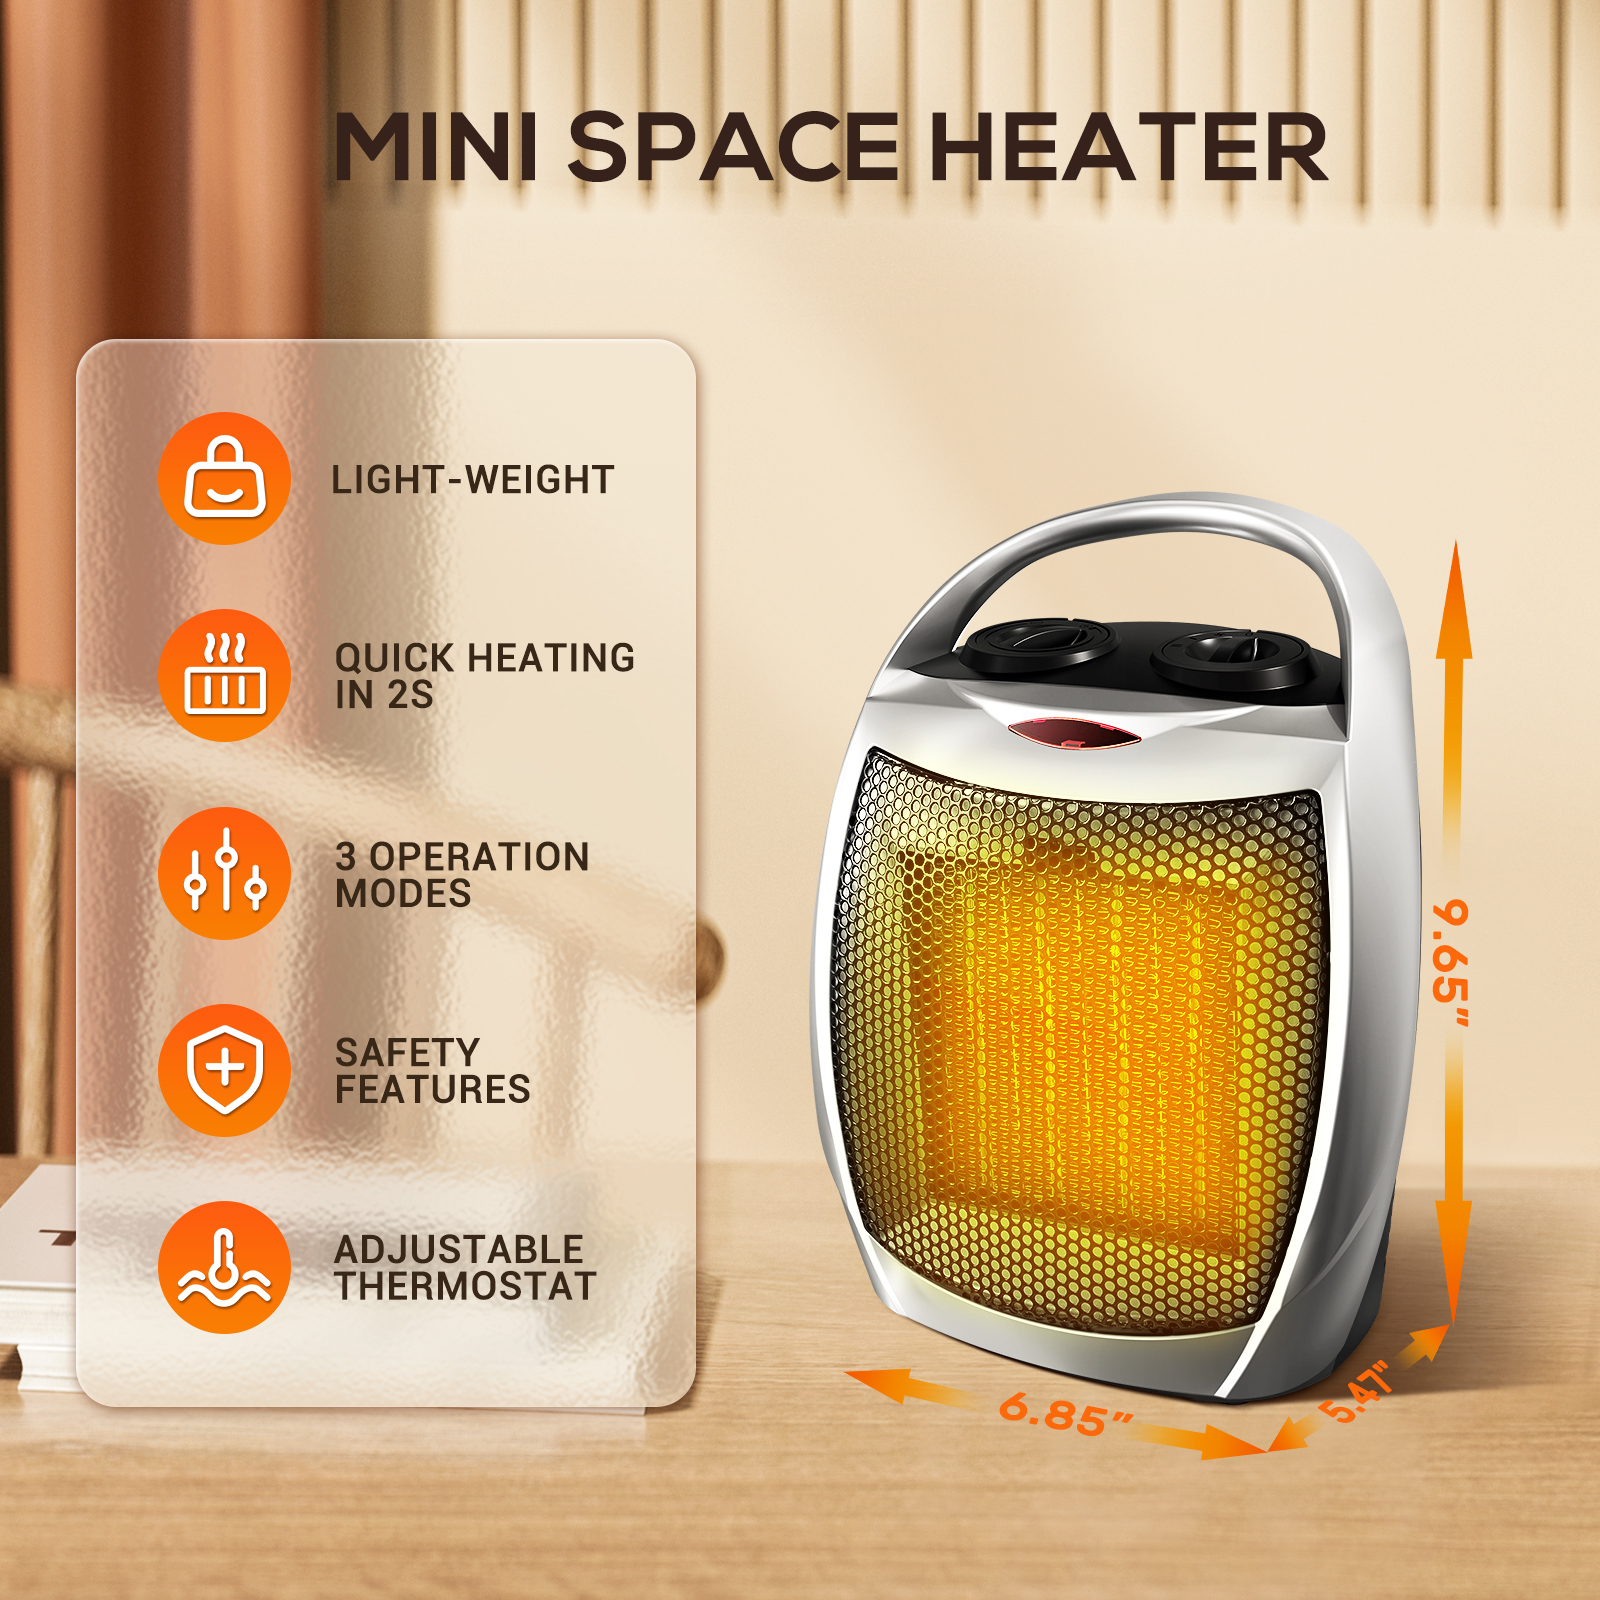 MINI SPACE HEATER
LIGHT-WEIGHT
QUICK HEATING
IN 2S
3 OPERATION
MODES
SAFETY
FEATURES
ADJUSTABLE
THERMOSTAT
9.65"
6.85"
5.47"